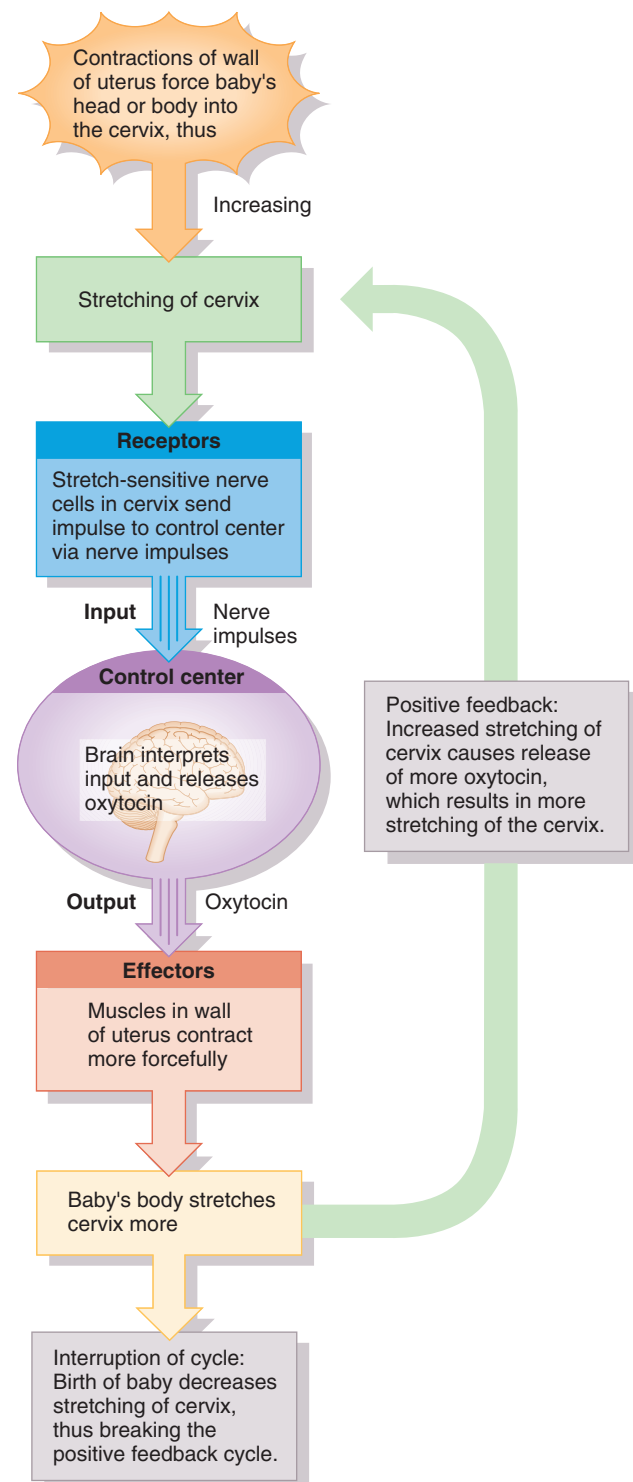 Contractions of wall
of uterus force baby's
head or body into
the cervix, thus
Increasing
Stretching of cervix
Receptors
Stretch-sensitive nerve
cells in cervix send
impulse to control center
via nerve impulses
Input
Nerve
impulses
Control center
Brain interprets
input and releases
oxytocin
Positive feedback:
Increased stretching of
cervix causes release
of more oxytocin,
which results in more
stretching of the cervix.
Output
Oxytocin
Effectors
Muscles in wall
of uterus contract
more forcefully
Baby's body stretches
cervix more
Interruption of cycle:
Birth of baby decreases
stretching of cervix,
thus breaking the
positive feedback cycle.